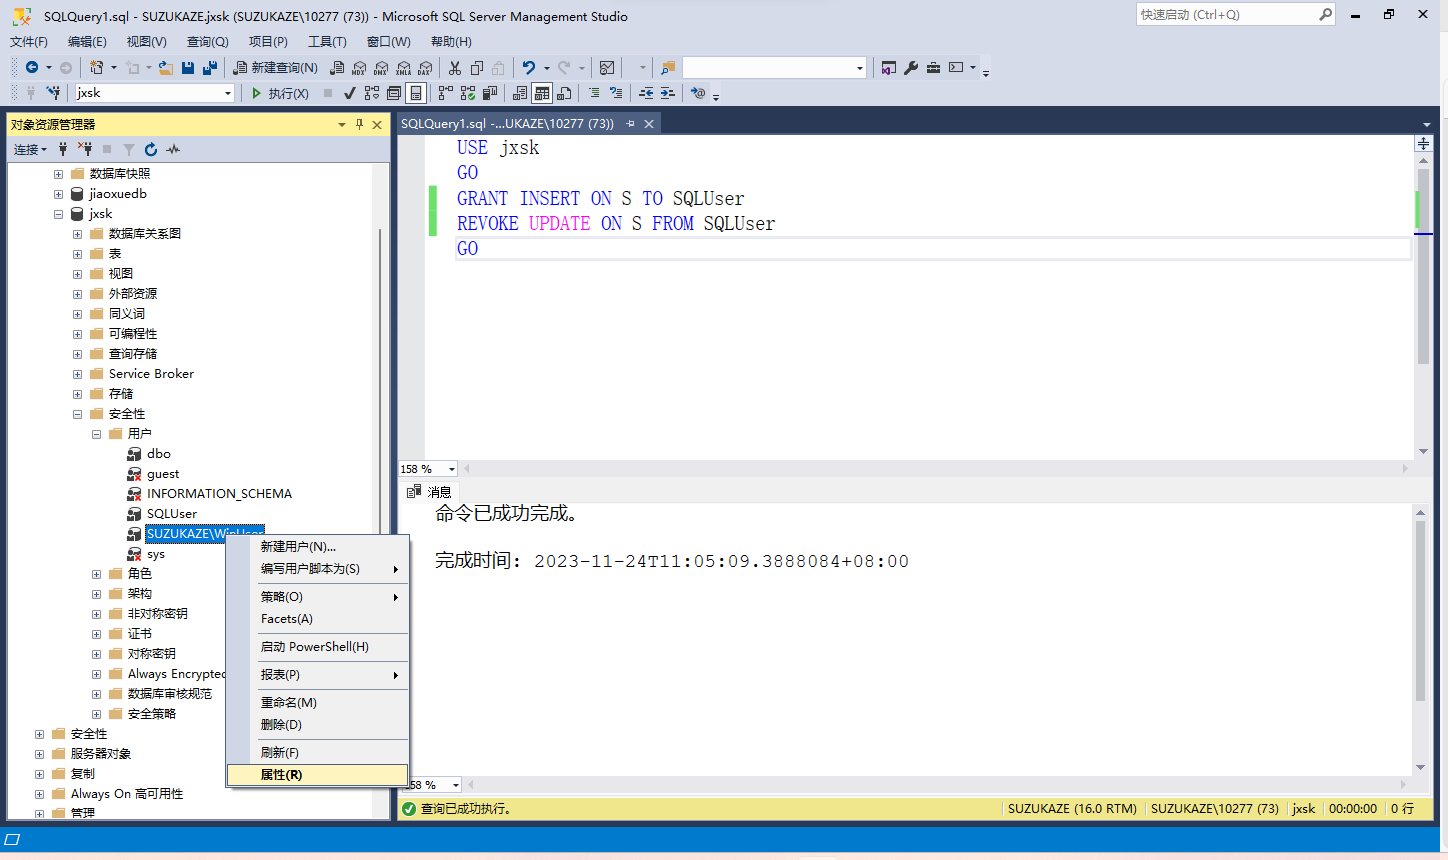 SQLQuery1.sql - SUZUKAZE.jxsk (SUZUKAZE\10277 (73)) - Microsoft SQL Server Management Studio
快速启动 (Ctrl+Q)
文件(F) 编辑(E) 视图(V) 查询(Q) 项目(P) 工具(T) 窗口(W) 帮助(H)
新建查询(N) MDX DMX XMLA DAX
jxsk 执行(X)
对象资源管理器
连接
数据库快照
jiaoxuedb
jxsk
数据库关系图
表
视图
外部资源
同义词
可编程性
查询存储
Service Broker
存储
安全性
用户
dbo
guest
INFORMATION_SCHEMA
SQLUser
SUZUKAZE\WinUser
sys
角色
架构
非对称密钥
证书
对称密钥
Always Encrypted
数据库审核规范
安全策略
安全性
服务器对象
复制
Always On 高可用性
管理
新建用户(N)...
编写用户脚本为(S)
策略(O)
Facets(A)
启动 PowerShell(H)
报表(P)
重命名(M)
删除(D)
刷新(F)
属性(R)
SQLQuery1.sql -...UKAZE\10277 (73))
USE jxsk
GO
GRANT INSERT ON S TO SQLUser
REVOKE UPDATE ON S FROM SQLUser
GO
158 %
消息
命令已成功完成。
完成时间: 2023-11-24T11:05:09.3888084+08:00
58 %
查询已成功执行。 SUZUKAZE (16.0 RTM) SUZUKAZE\10277 (73) jxsk 00:00:00 0 行